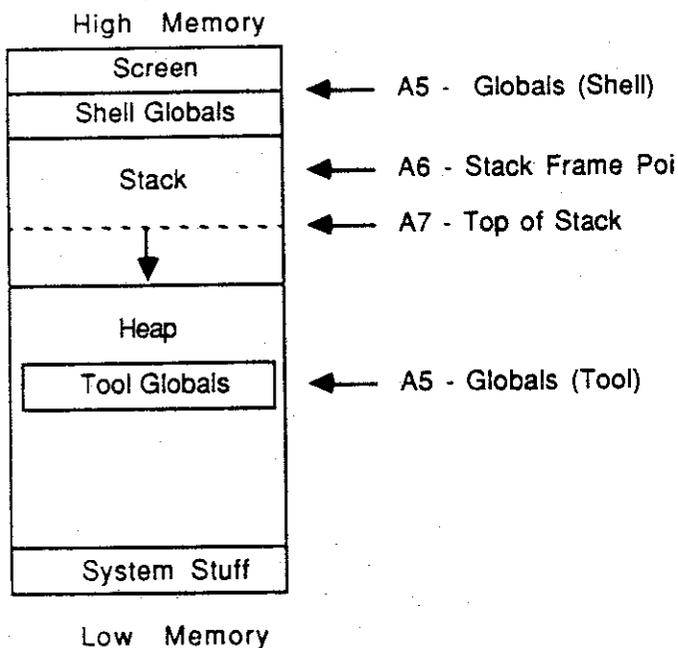 High Memory
Screen
A5 - Globals (Shell)
Shell Globals
Stack
A6 - Stack Frame Poi
A7 - Top of Stack
Heap
Tool Globals
A5 - Globals (Tool)
System Stuff
Low Memory